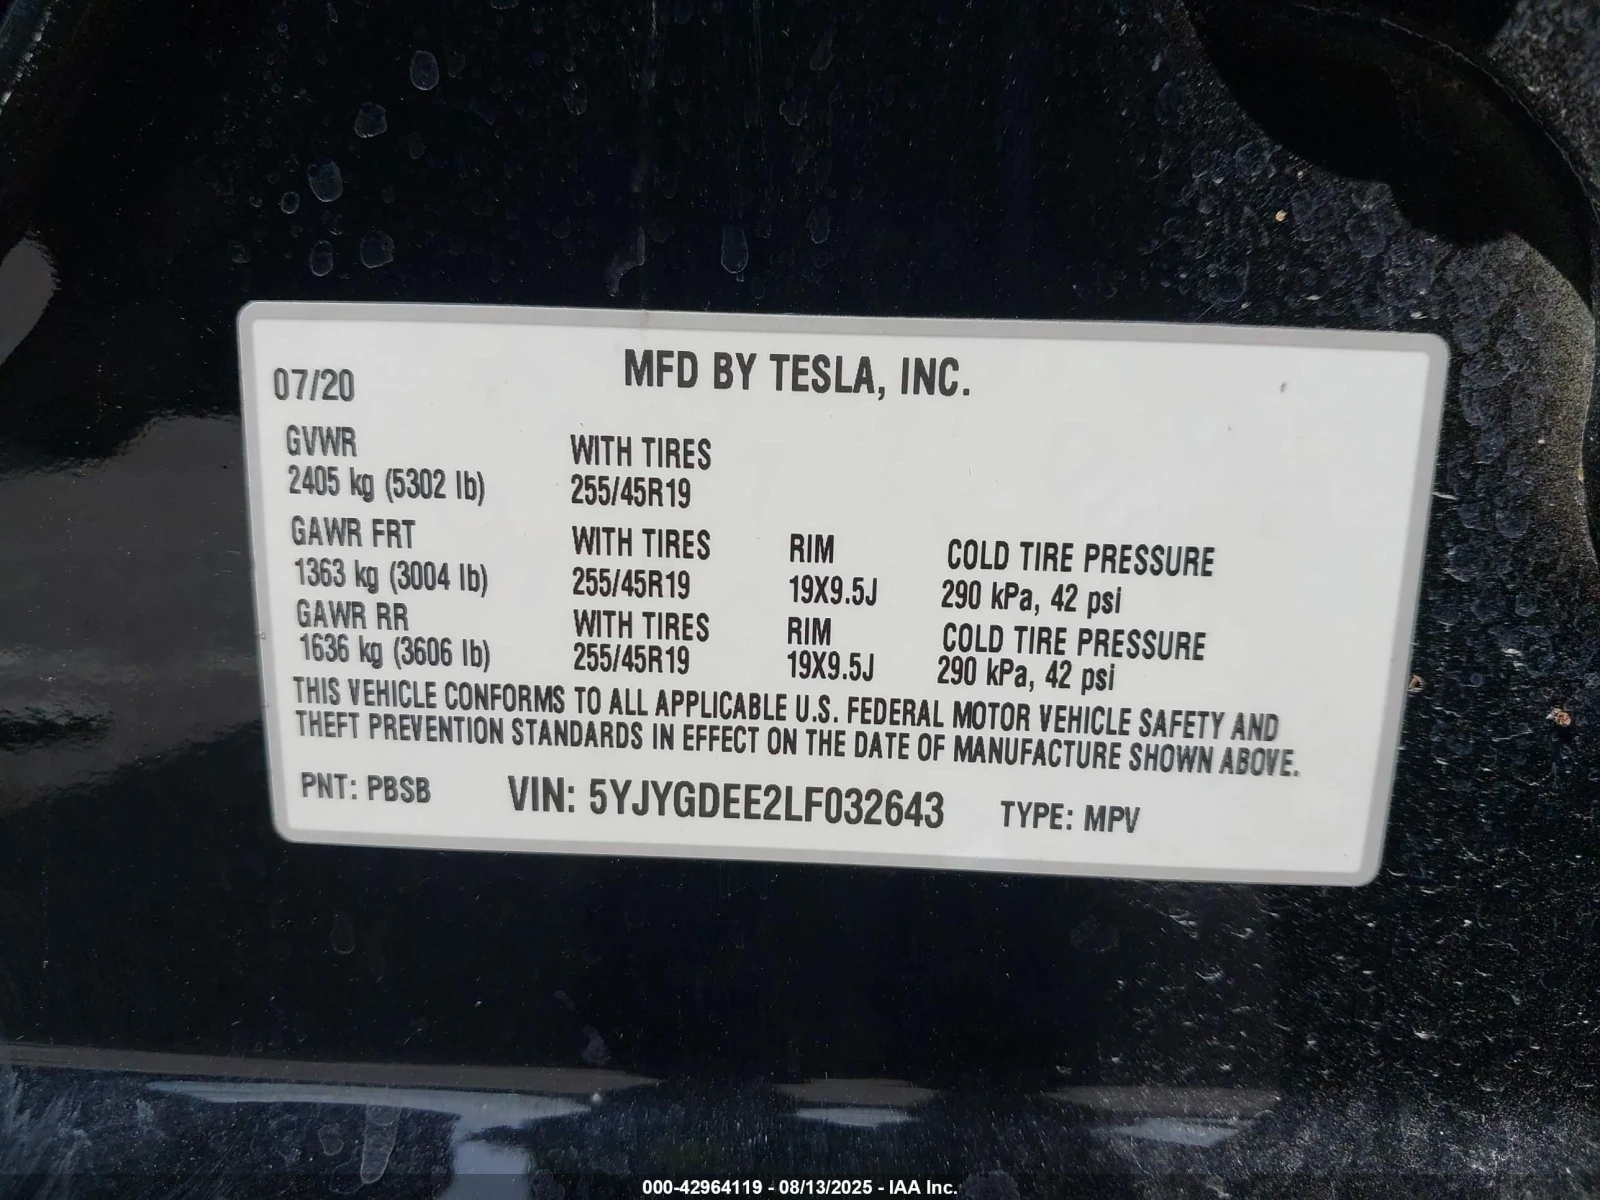 07/20 MFD BY TESLA, INC.
GVWR WITH TIRES
2405 kg (5302 lb) 255/45R19
GAWR FRT WITH TIRES RIM COLD TIRE PRESSURE
1363 kg (3004 lb) 255/45R19 19X9.5J 290 kPa, 42 psi
GAWR RR WITH TIRES RIM COLD TIRE PRESSURE
1636 kg (3606 lb) 255/45R19 19X9.5J 290 kPa, 42 psi
THIS VEHICLE CONFORMS TO ALL APPLICABLE U.S. FEDERAL MOTOR VEHICLE SAFETY AND
THEFT PREVENTION STANDARDS IN EFFECT ON THE DATE OF MANUFACTURE SHOWN ABOVE.
PNT: PBSB VIN: 5YJYGDEE2LF032643 TYPE: MPV
000-42964119 - 08/13/2025 - IAA Inc.